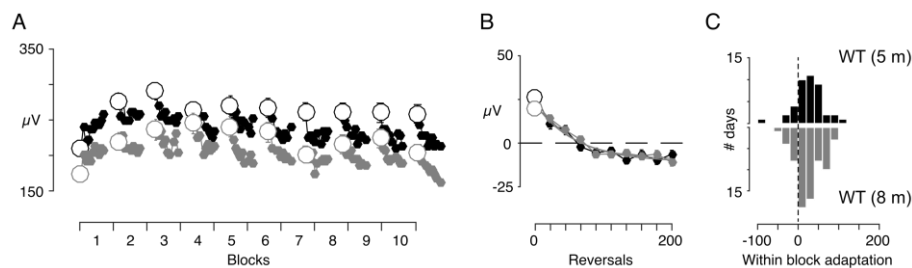 A
350
µV
150
1 2 3 4 5 6 7 8 9 10
Blocks
B
50
µV
0
-25
0 200
Reversals
C
15
WT (5 m)
# days
15
WT (8 m)
-100 0 100
Within block adaptation